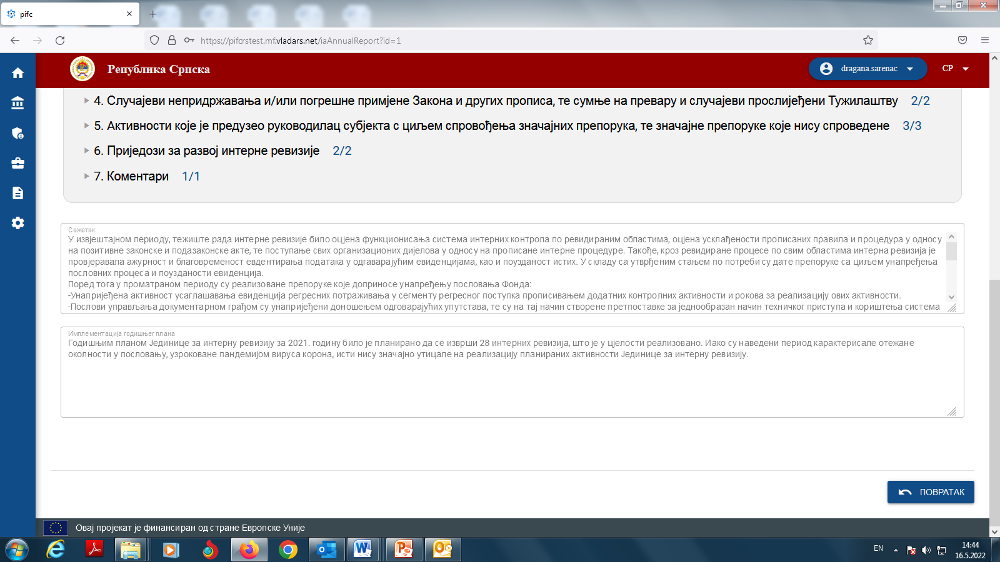 pifc
https://pifcrstest.mf.vladars.net/iaAnnualReport?id=1
Република Српска
dragana.sarenac
СР
4. Случајеви непридржавања и/или погрешне примјене Закона и других прописа, те сумње на превару и случајеви прослијеђени Тужилаштву 2/2
5. Активности које је предузео руководилац субјекта с циљем спровођења значајних препорука, те значајне препоруке које нису спроведене 3/3
6. Приједози за развој интерне ревизије 2/2
7. Коментари 1/1
Сажетак
У извјештајном периоду, тежиште рада интерне ревизије било оцјена функционисања система интерних контрола по ревидираним областима, оцјена усклађености прописаних правила и процедура у односу
на позитивне законске и подазаконске акте, те поступање свих организационих дијелова у односу на прописане интерне процедуре. Такође, кроз ревидиране процесе по свим областима интерна ревизија је
провјеравала ажурност и благовременост евдентирања података у одгаварајућим евиденцијама, као и поузданост истих. У складу са утврђеним стањем по потреби су дате препоруке са циљем унапређења
пословних процеса и поузданости евиденција.
Поред тога у проматраном периоду су реализоване препоруке које доприносе унапређењу пословања Фонда:
-Унапријеђена активност усаглашавања евиденција регресних потраживања у сегменту регресног поступка прописивањем додатних контролних активности и рокова за реализацију ових активности.
-Послови управљања документарном грађом су унапријеђени доношењем одговарајућих упутстава, те су на тај начин створене претпоставке за једнообразан начин техничког приступа и кориштења система
Имплементација годишњег плана
Годишњим планом Јединице за интерну ревизију за 2021. годину било је планирано да се изврши 28 интерних ревизија, што је у цјелости реализовано. Иако су наведени период карактерисале отежане
околности у пословању, узроковане пандемијом вируса корона, исти нису значајно утицале на реализацију планираних активности Јединице за интерну ревизију.
ПОВРАТАК
Овај пројекат је финансиран од стране Европске Уније
EN
14:44
16.5.2022